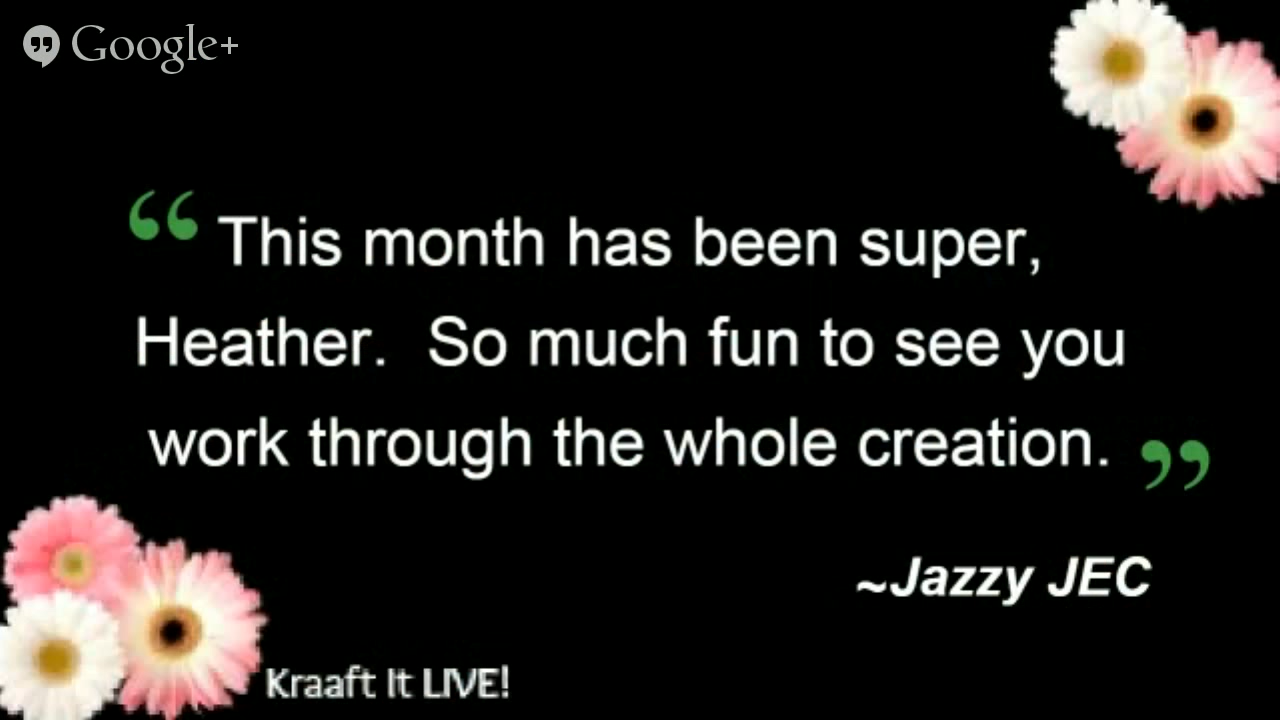 Google+
“ This month has been super,
Heather.  So much fun to see you
work through the whole creation. ”
~Jazzy JEC
Kraaft It LIVE!